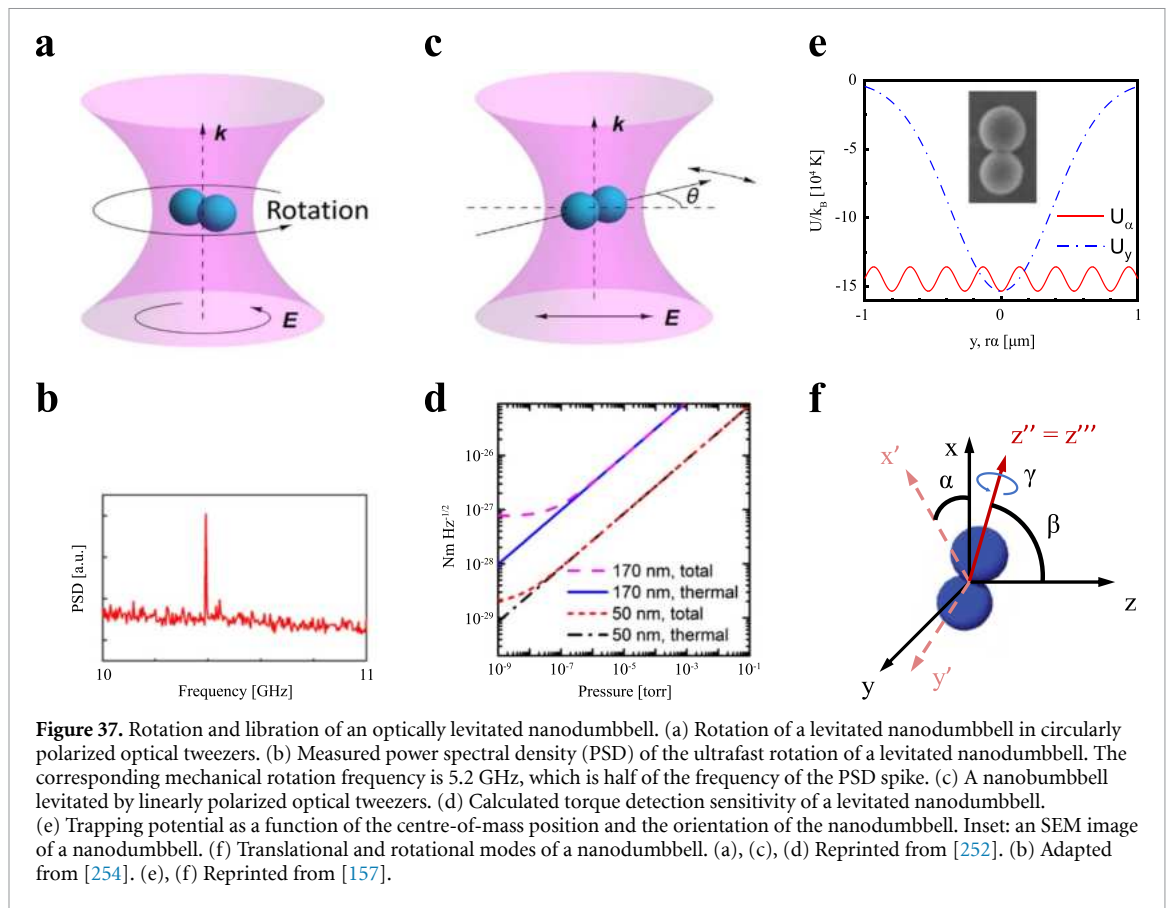 a
k
Rotation
E
c
k
θ
E
e
0
-5
-10
-15
U/k_B [10⁴ K]
U_α
U_y
-1
0
1
y, rα [μm]
b
PSD [a.u.]
10
11
Frequency [GHz]
d
Nm Hz^-1/2
10^-26
10^-27
10^-28
10^-29
170 nm, total
170 nm, thermal
50 nm, total
50 nm, thermal
10^-9
10^-7
10^-5
10^-3
10^-1
Pressure [torr]
f
x'
α
x
z'' = z'''
γ
β
z
y
y'
Figure 37. Rotation and libration of an optically levitated nanodumbbell. (a) Rotation of a levitated nanodumbbell in circularly
polarized optical tweezers. (b) Measured power spectral density (PSD) of the ultrafast rotation of a levitated nanodumbbell. The
corresponding mechanical rotation frequency is 5.2 GHz, which is half of the frequency of the PSD spike. (c) A nanobumbbell
levitated by linearly polarized optical tweezers. (d) Calculated torque detection sensitivity of a levitated nanodumbbell.
(e) Trapping potential as a function of the centre-of-mass position and the orientation of the nanodumbbell. Inset: an SEM image
of a nanodumbbell. (f) Translational and rotational modes of a nanodumbbell. (a), (c), (d) Reprinted from [252]. (b) Adapted
from [254]. (e), (f) Reprinted from [157].